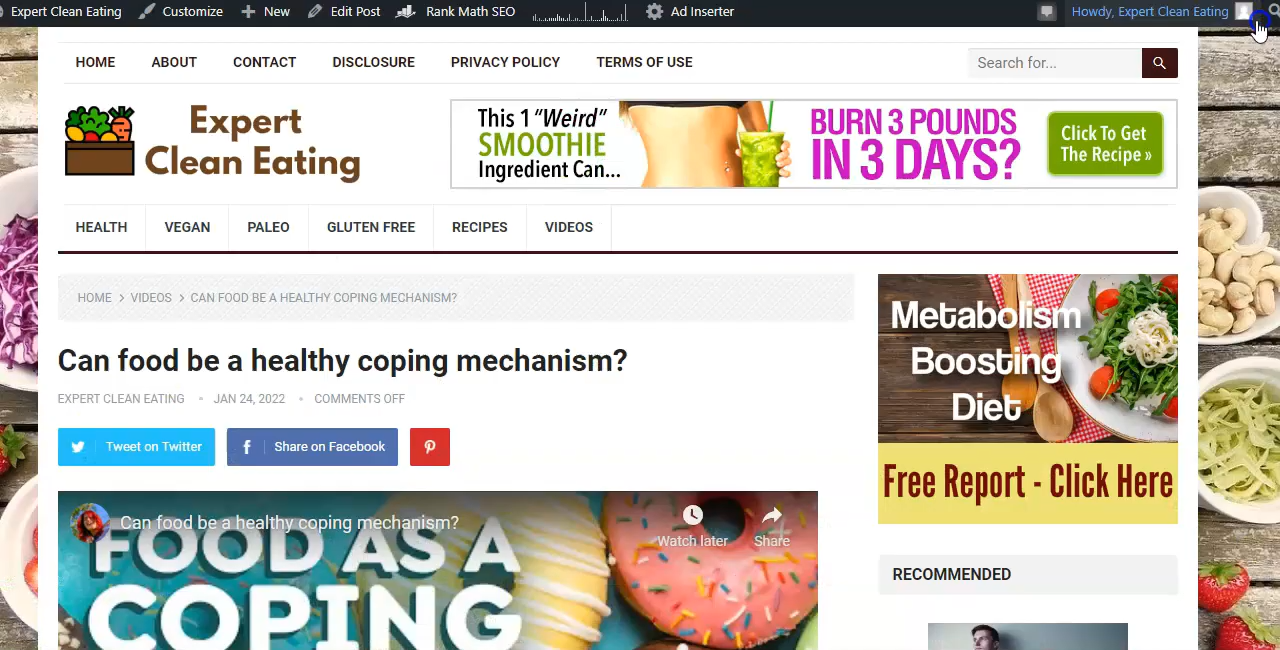 Expert Clean Eating Customize New Edit Post Rank Math SEO Ad Inserter Howdy, Expert Clean Eating
HOME ABOUT CONTACT DISCLOSURE PRIVACY POLICY TERMS OF USE Search for...
Expert
Clean Eating
This 1 "Weird"
SMOOTHIE
Ingredient Can...
BURN 3 POUNDS
IN 3 DAYS?
Click To Get
The Recipe »
HEALTH VEGAN PALEO GLUTEN FREE RECIPES VIDEOS
HOME > VIDEOS > CAN FOOD BE A HEALTHY COPING MECHANISM?
Can food be a healthy coping mechanism?
EXPERT CLEAN EATING • JAN 24, 2022 • COMMENTS OFF
Tweet on Twitter Share on Facebook
Can food be a healthy coping mechanism?
Watch later Share
FOOD AS A
COPING
Metabolism
Boosting
Diet
Free Report - Click Here
RECOMMENDED